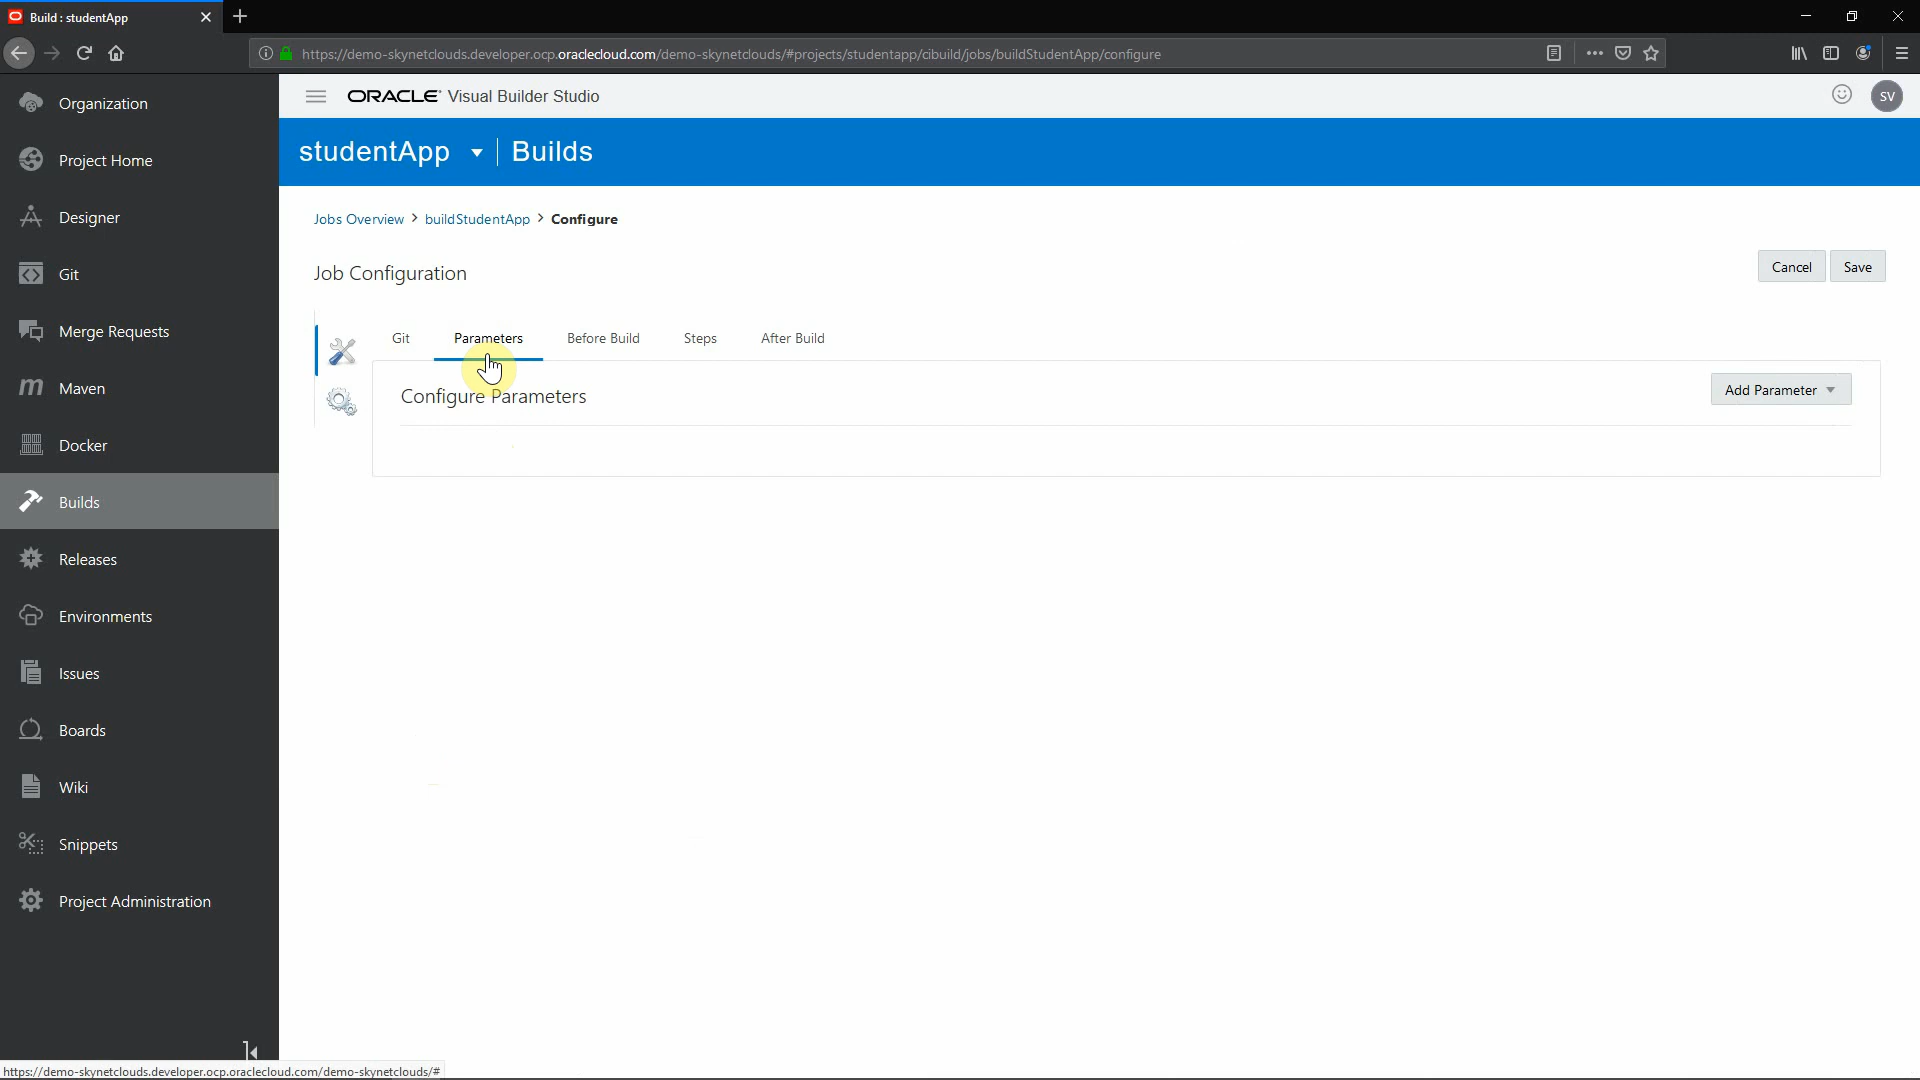 Build : studentApp
https://demo-skynetclouds.developer.ocp.oraclecloud.com/demo-skynetclouds/#projects/studentapp/cibuild/jobs/buildStudentApp/configure
Organization
Project Home
Designer
Git
Merge Requests
Maven
Docker
Builds
Releases
Environments
Issues
Boards
Wiki
Snippets
Project Administration
ORACLE Visual Builder Studio
SV
studentApp Builds
Jobs Overview > buildStudentApp > Configure
Job Configuration
Cancel Save
Git Parameters Before Build Steps After Build
Configure Parameters
Add Parameter
https://demo-skynetclouds.developer.ocp.oraclecloud.com/demo-skynetclouds/#